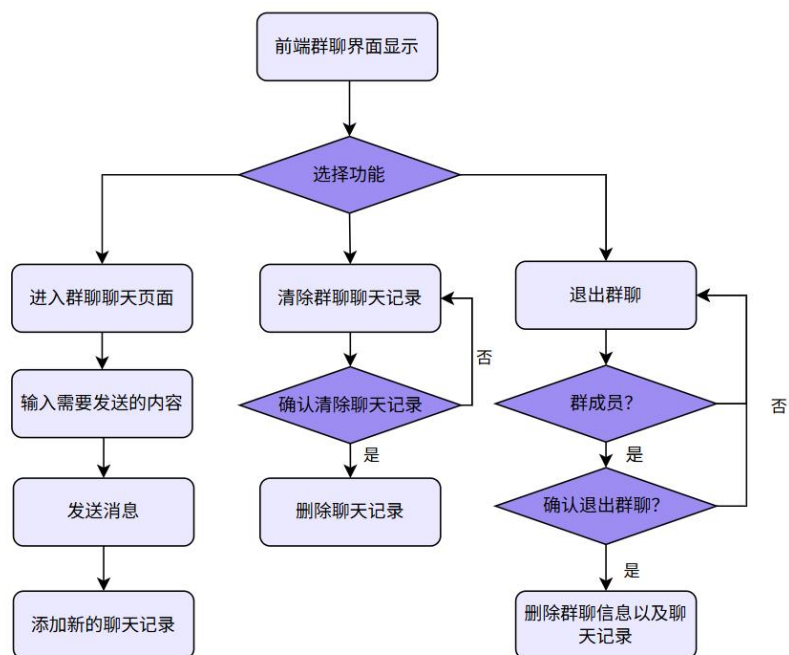 前端群聊界面显示
选择功能
进入群聊聊天页面
清除群聊聊天记录
退出群聊
否
输入需要发送的内容
确认清除聊天记录
群成员？
否
是
是
发送消息
删除聊天记录
确认退出群聊？
是
添加新的聊天记录
删除群聊信息以及聊
天记录